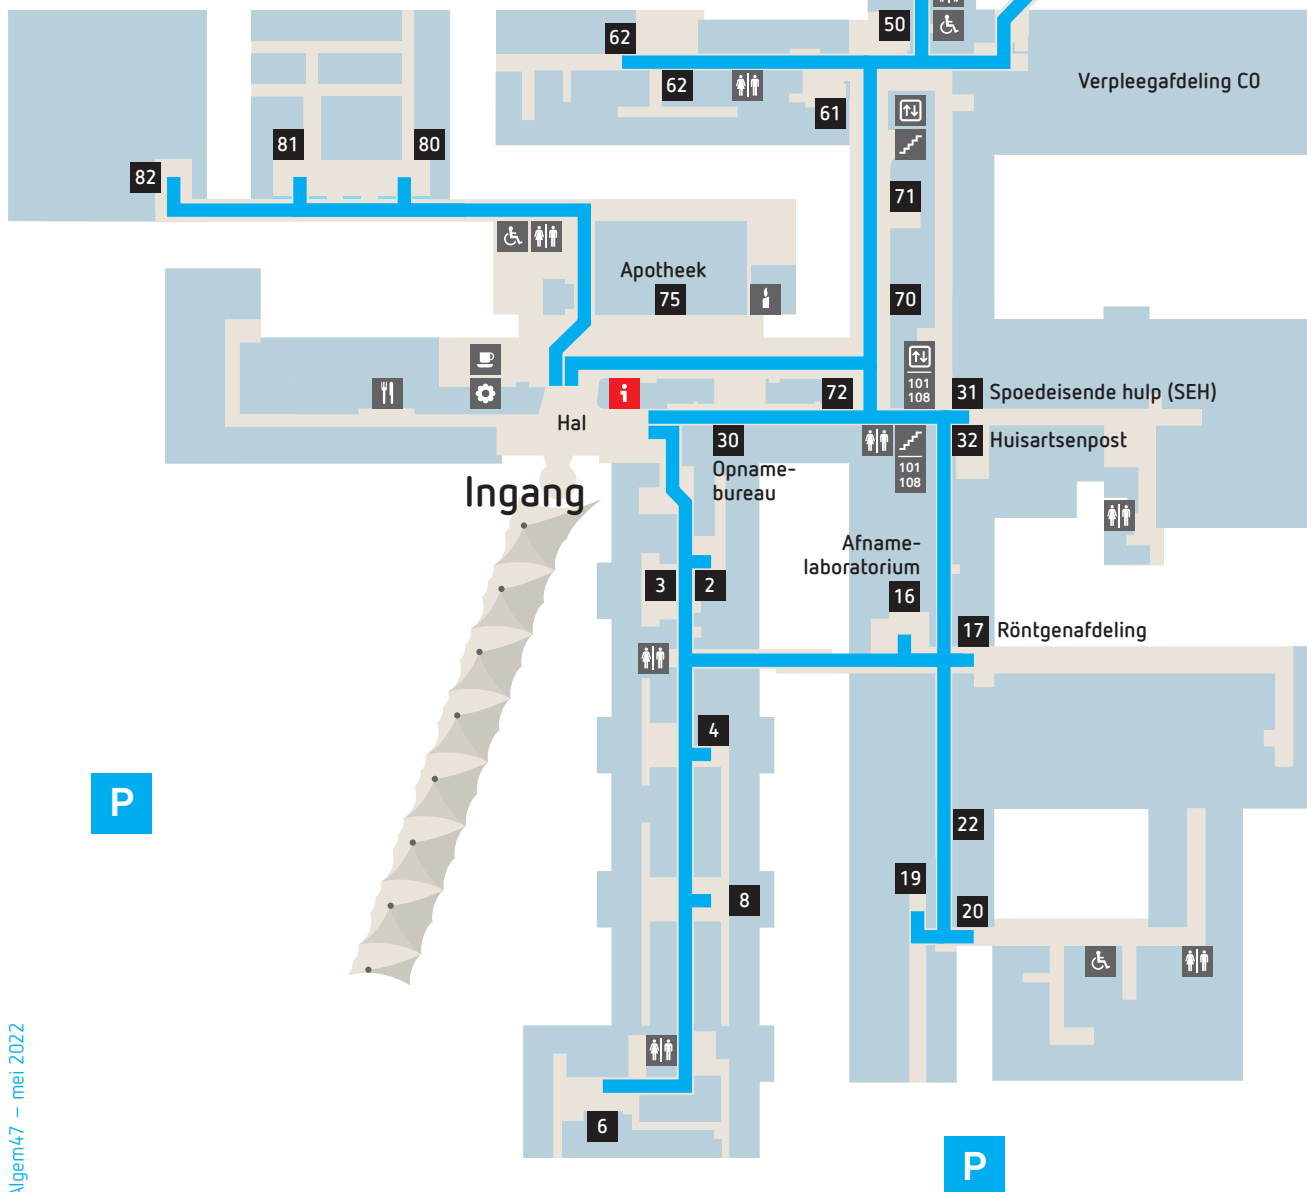 50
62
Verpleegafdeling C0
62
61
81
80
82
71
Apotheek
75
70
101
108
72
31 Spoedeisende hulp (SEH)
Hal
30
32 Huisartsenpost
Opname-
bureau
101
108
Ingang
Afname-
laboratorium
3
2
16
17 Röntgenafdeling
4
P
22
19
8
20
6
P
Algem47 – mei 2022